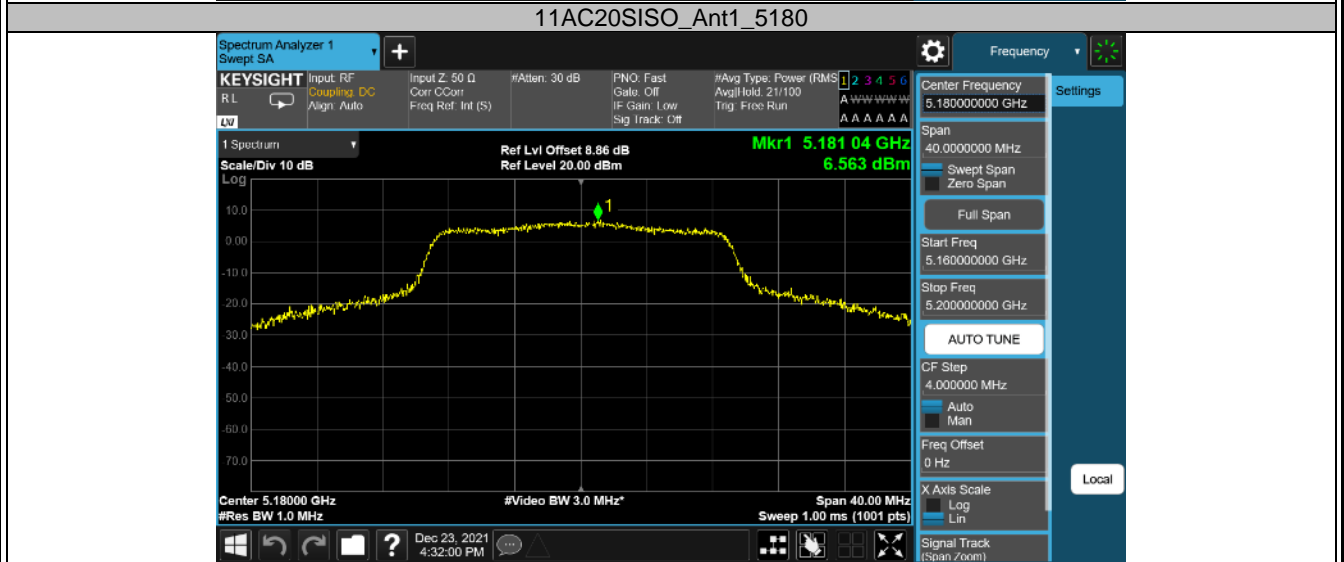 11AC20SISO_Ant1_5180
Spectrum Analyzer 1
Swept SA
+
Frequency
KEYSIGHT
R L
LXI
Input: RF
Coupling: DC
Align: Auto
Input Z: 50 Ω
Corr CCorr
Freq Ref: Int (S)
#Atten: 30 dB
PNO: Fast
Gate: Off
IF Gain: Low
Sig Track: Off
#Avg Type: Power (RMS
Avg|Hold: 21/100
Trig: Free Run
1 2 3 4 5 6
A W W W W W
A A A A A A
Center Frequency
5.180000000 GHz
Settings
1 Spectrum
Scale/Div 10 dB
Ref Lvl Offset 8.86 dB
Ref Level 20.00 dBm
Mkr1 5.181 04 GHz
6.563 dBm
Span
40.0000000 MHz
Swept Span
Zero Span
Full Span
Start Freq
5.160000000 GHz
Stop Freq
5.200000000 GHz
AUTO TUNE
CF Step
4.000000 MHz
Auto
Man
Freq Offset
0 Hz
X Axis Scale
Log
Lin
Signal Track
(Span Zoom)
Local
Log
10.0
0.00
-10.0
-20.0
-30.0
-40.0
50.0
-60.0
70.0
1
Center 5.18000 GHz
#Res BW 1.0 MHz
#Video BW 3.0 MHz*
Span 40.00 MHz
Sweep 1.00 ms (1001 pts)
?
Dec 23, 2021
4:32:00 PM